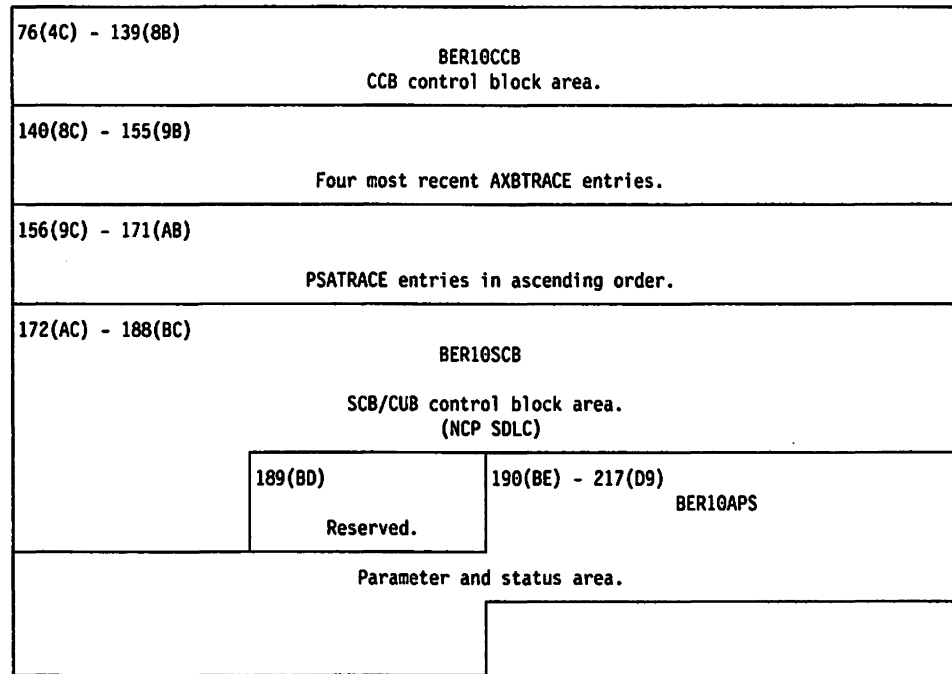 76(4C) - 139(8B)
BER10CCB
CCB control block area.
140(8C) - 155(9B)
Four most recent AXBTRACE entries.
156(9C) - 171(AB)
PSATRACE entries in ascending order.
172(AC) - 188(BC)
BER10SCB
SCB/CUB control block area.
(NCP SDLC)
189(BD)
Reserved.
190(BE) - 217(D9)
BER10APS
Parameter and status area.